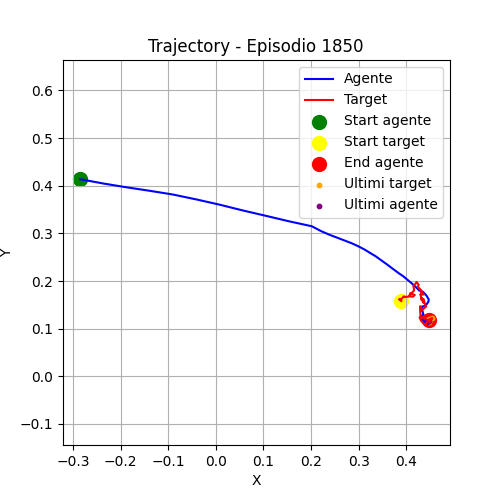 Trajectory - Episodio 1850
Agente
Target
Start agente
Start target
End agente
Ultimi target
Ultimi agente
0.6
0.5
0.4
0.3
0.2
0.1
0.0
−0.1
Y
−0.3 −0.2 −0.1 0.0 0.1 0.2 0.3 0.4
X